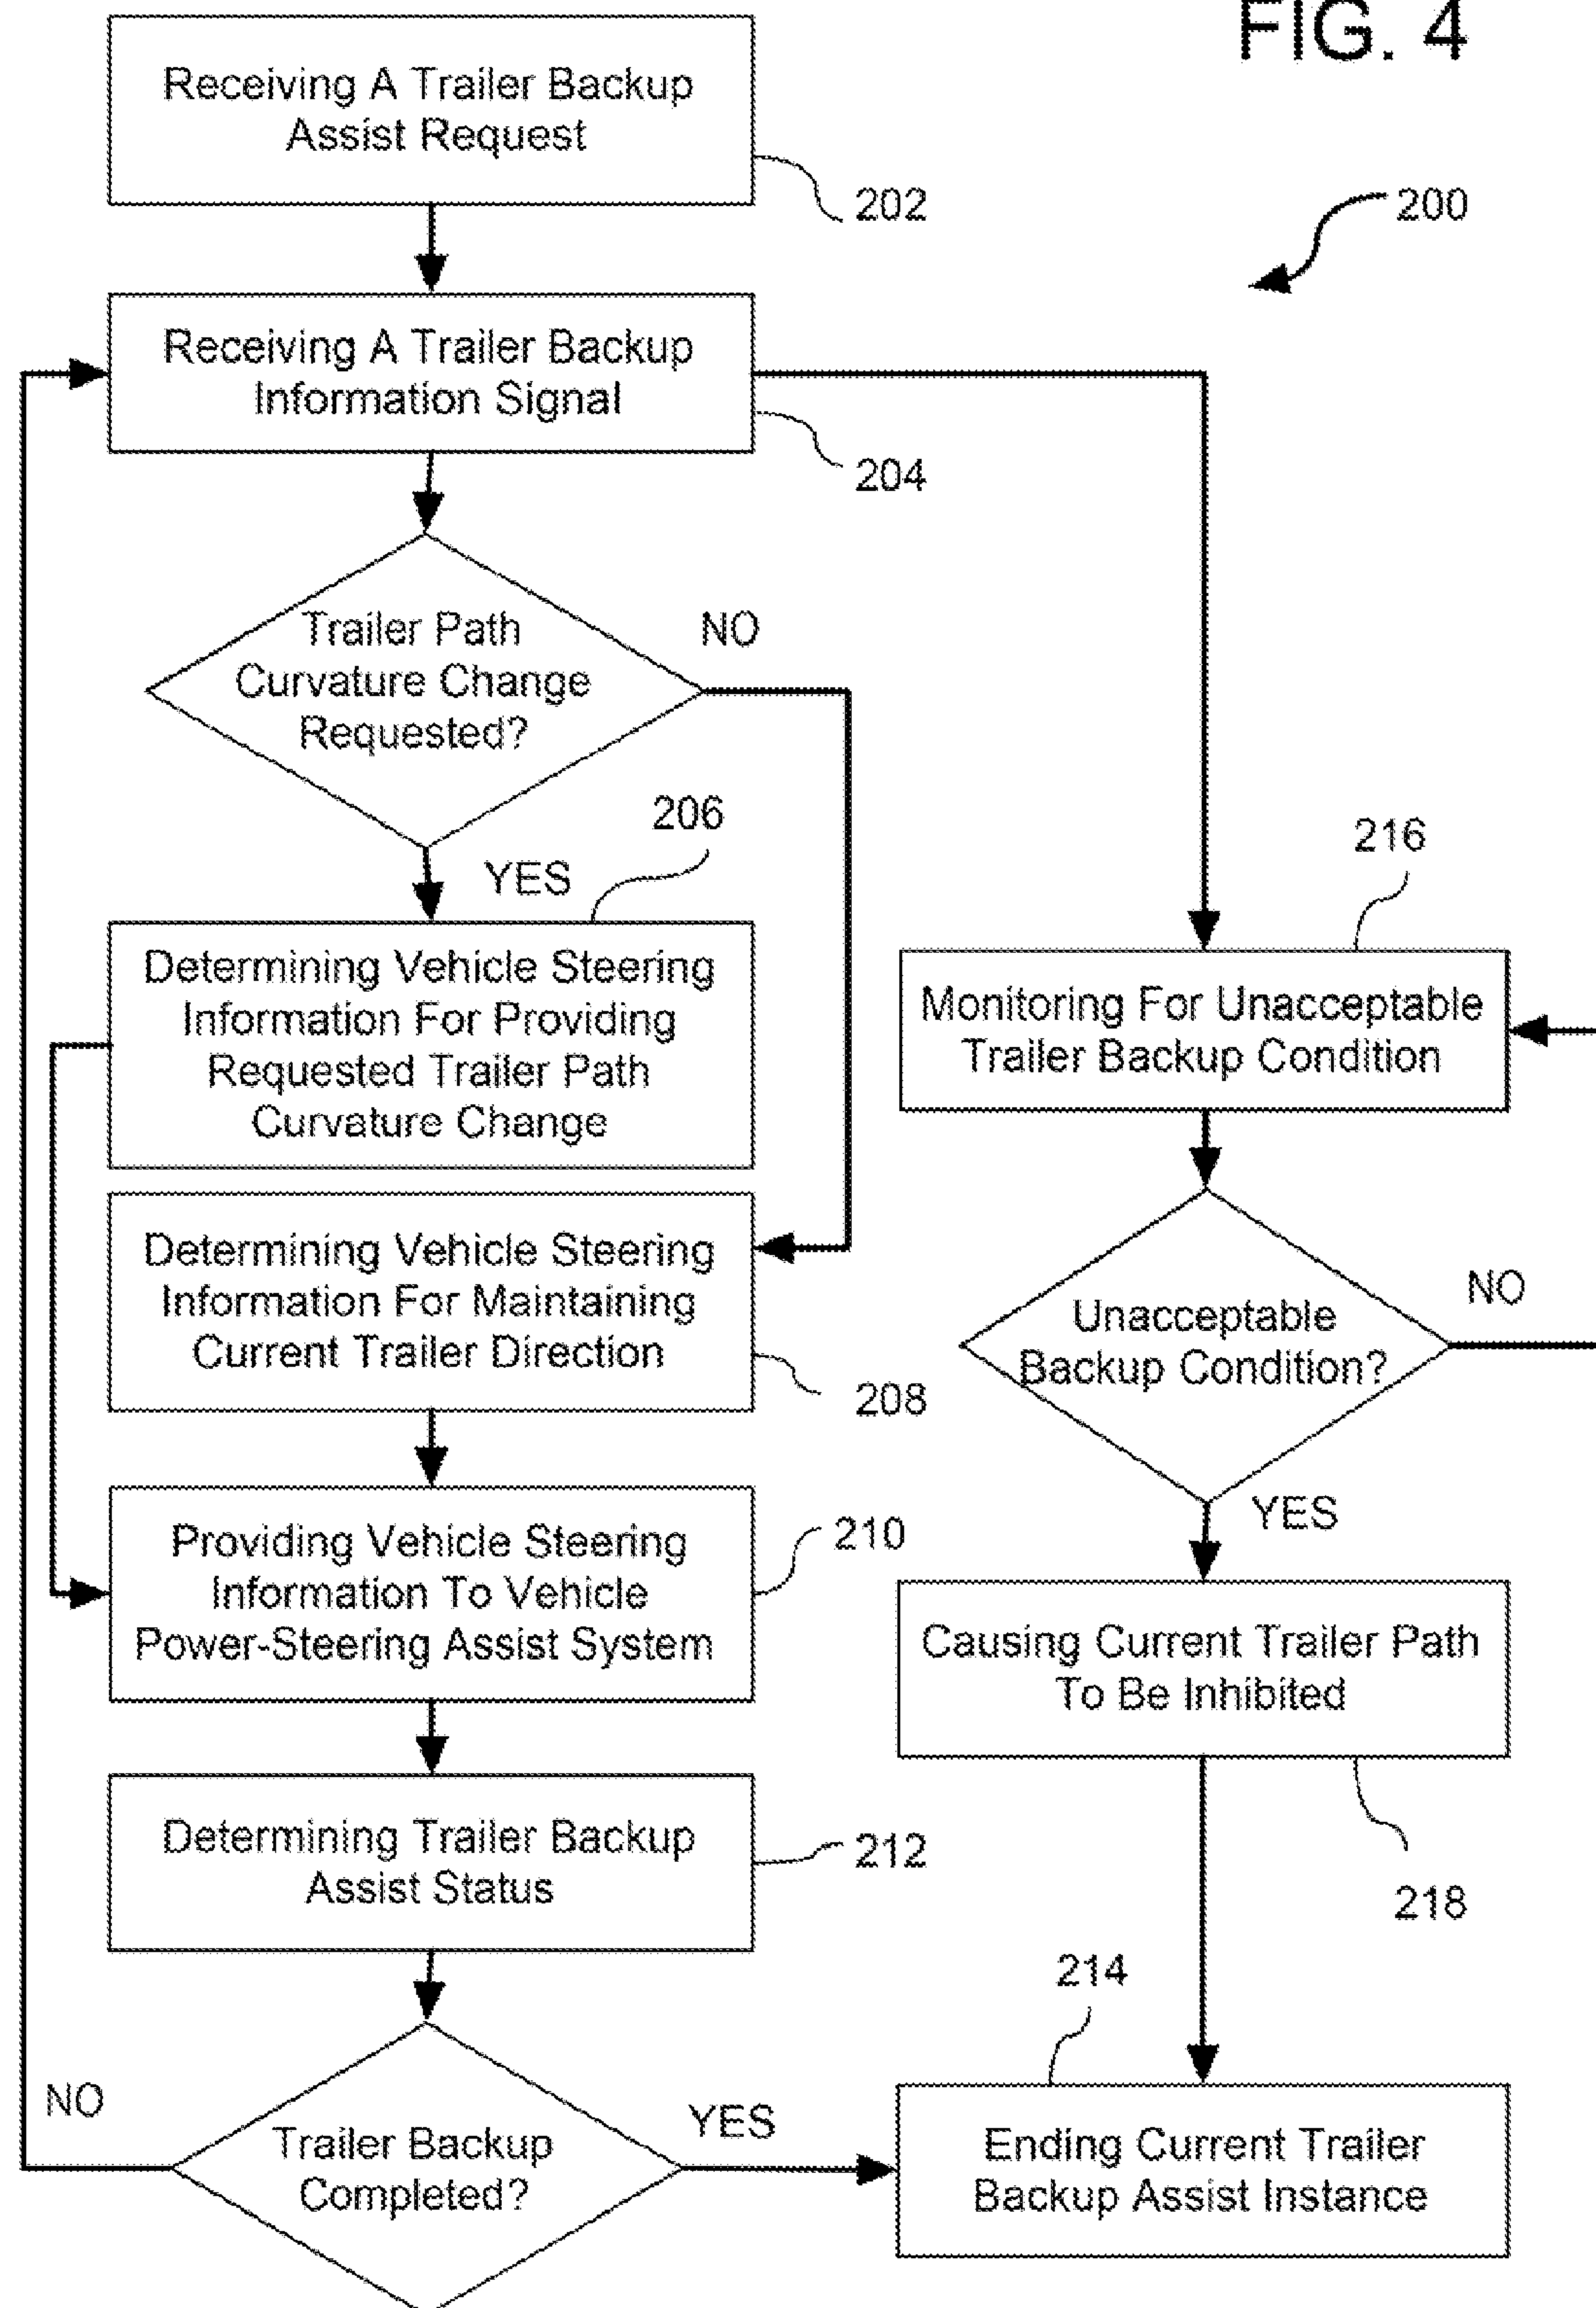 FIG. 4
Receiving A Trailer Backup
Assist Request
202
200
Receiving A Trailer Backup
Information Signal
204
Trailer Path
Curvature Change
Requested?
NO
YES
206
Determining Vehicle Steering
Information For Providing
Requested Trailer Path
Curvature Change
Determining Vehicle Steering
Information For Maintaining
Current Trailer Direction
208
Providing Vehicle Steering
Information To Vehicle
Power-Steering Assist System
210
Determining Trailer Backup
Assist Status
212
Trailer Backup
Completed?
NO
YES
216
Monitoring For Unacceptable
Trailer Backup Condition
Unacceptable
Backup Condition?
NO
YES
Causing Current Trailer Path
To Be Inhibited
218
214
Ending Current Trailer
Backup Assist Instance